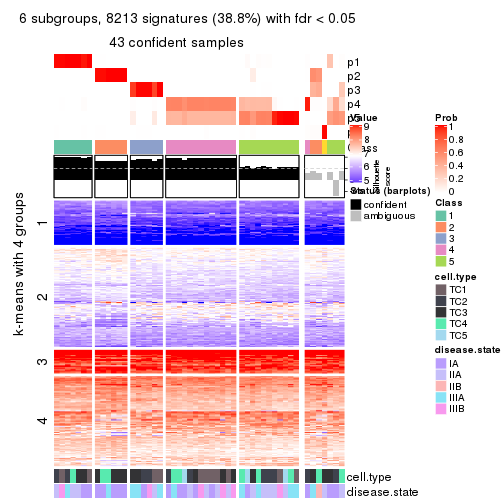 6 subgroups, 8213 signatures (38.8%) with fdr < 0.05
43 confident samples
p1
p2
p3
p4
k-means with 4 groups
1
2
3
4
Value
9
8
7
6
5
Silhouette
score
Status (barplots)
confident
ambiguous
Prob
1
0.8
0.6
0.4
0.2
0
Class
1
2
3
4
5
cell.type
TC1
TC2
TC3
TC4
TC5
disease.state
IA
IIA
IIB
IIIA
IIIB
cell.type
disease.state